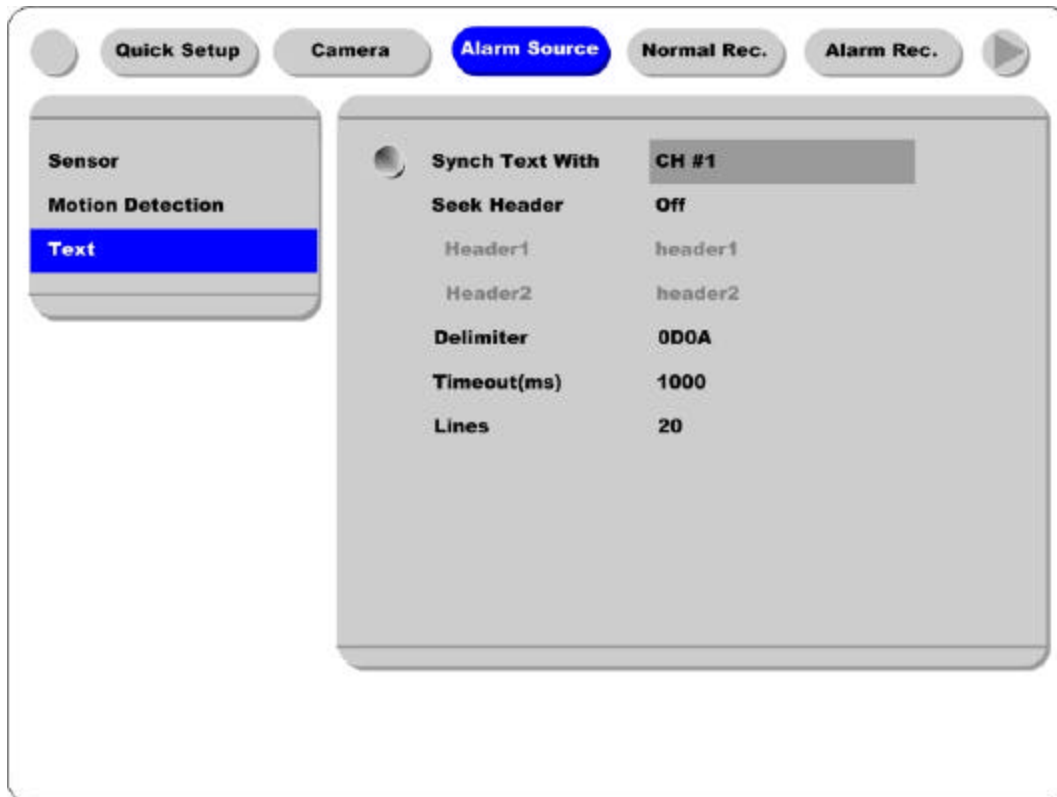 Quick Setup Camera Alarm Source Normal Rec. Alarm Rec.
Sensor
Motion Detection
Text
Synch Text With CH #1
Seek Header Off
Header1 header1
Header2 header2
Delimiter 0D0A
Timeout(ms) 1000
Lines 20